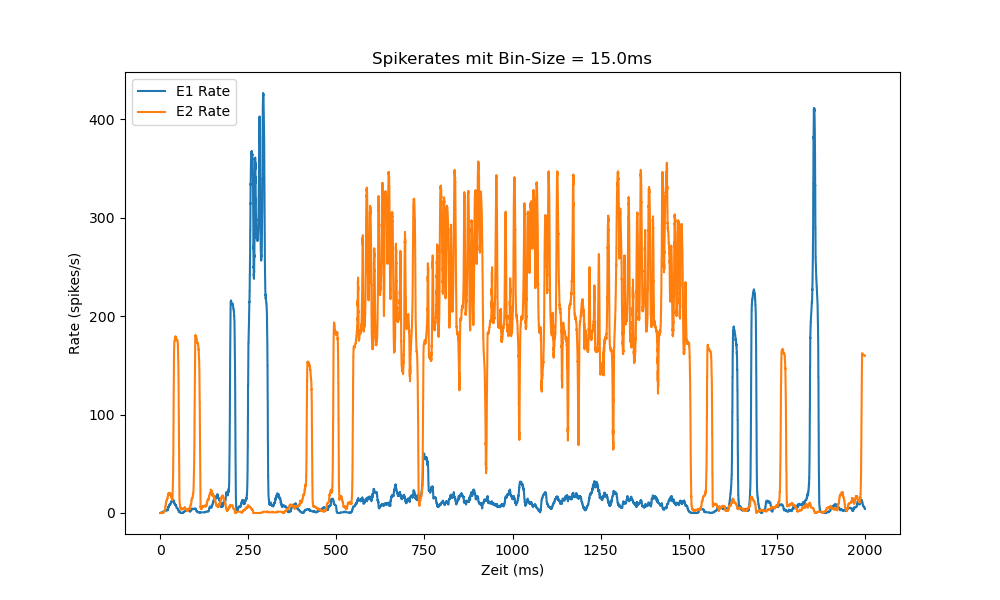 Spikerates mit Bin-Size = 15.0ms
E1 Rate
E2 Rate
Rate (spikes/s)
400
300
200
100
0
0 250 500 750 1000 1250 1500 1750 2000
Zeit (ms)